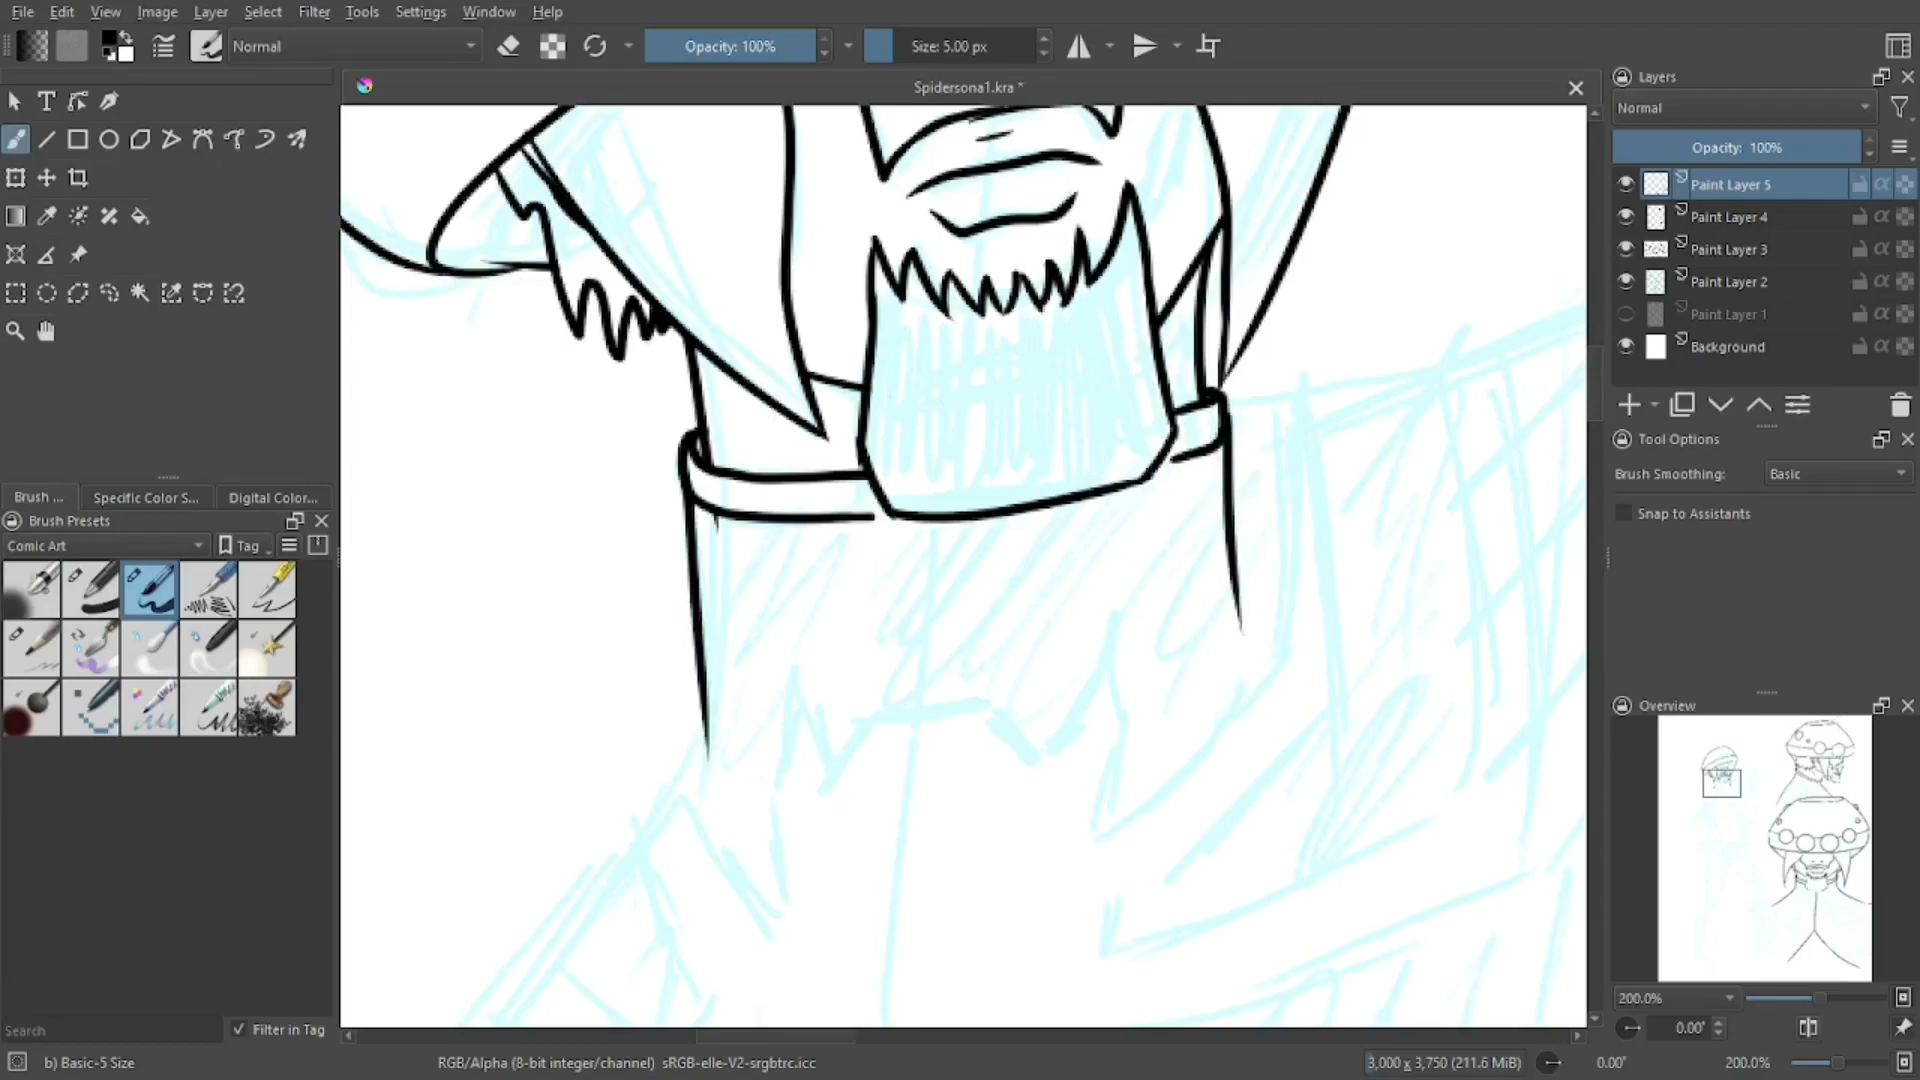 File Edit View Image Layer Select Filter Tools Settings Window Help
Normal Opacity: 100% Size: 5.00 px
Spidersona1.kra *
Layers
Normal
Opacity: 100%
Paint Layer 5
Paint Layer 4
Paint Layer 3
Paint Layer 2
Paint Layer 1
Background
Tool Options
Brush Smoothing: Basic
Snap to Assistants
Brush ... Specific Color S... Digital Color...
Brush Presets
Comic Art Tag
Overview
200.0%
0.00°
Search Filter in Tag
b) Basic-5 Size RGB/Alpha (8-bit integer/channel) sRGB-elle-V2-srgbtrc.icc 3,000 x 3,750 (211.6 MiB) 0.00° 200.0%